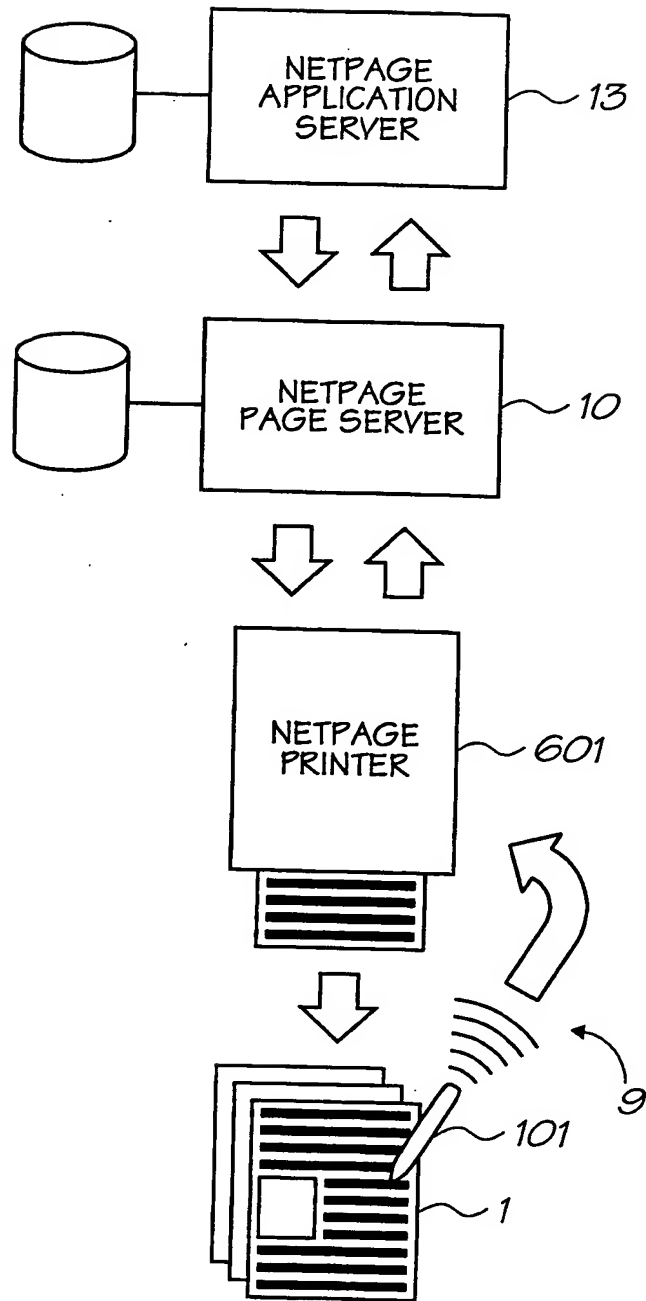 NETPAGE
APPLICATION
SERVER
13
NETPAGE
PAGE SERVER
10
NETPAGE
PRINTER
601
9
101
1